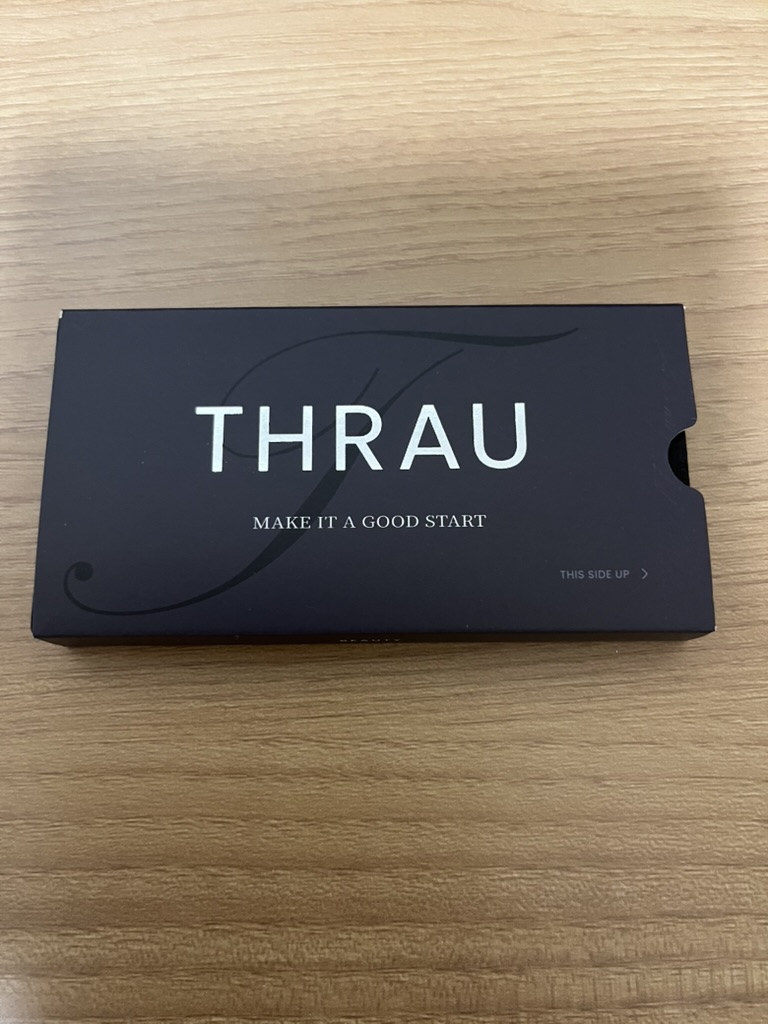 THRAU
MAKE IT A GOOD START
THIS SIDE UP >